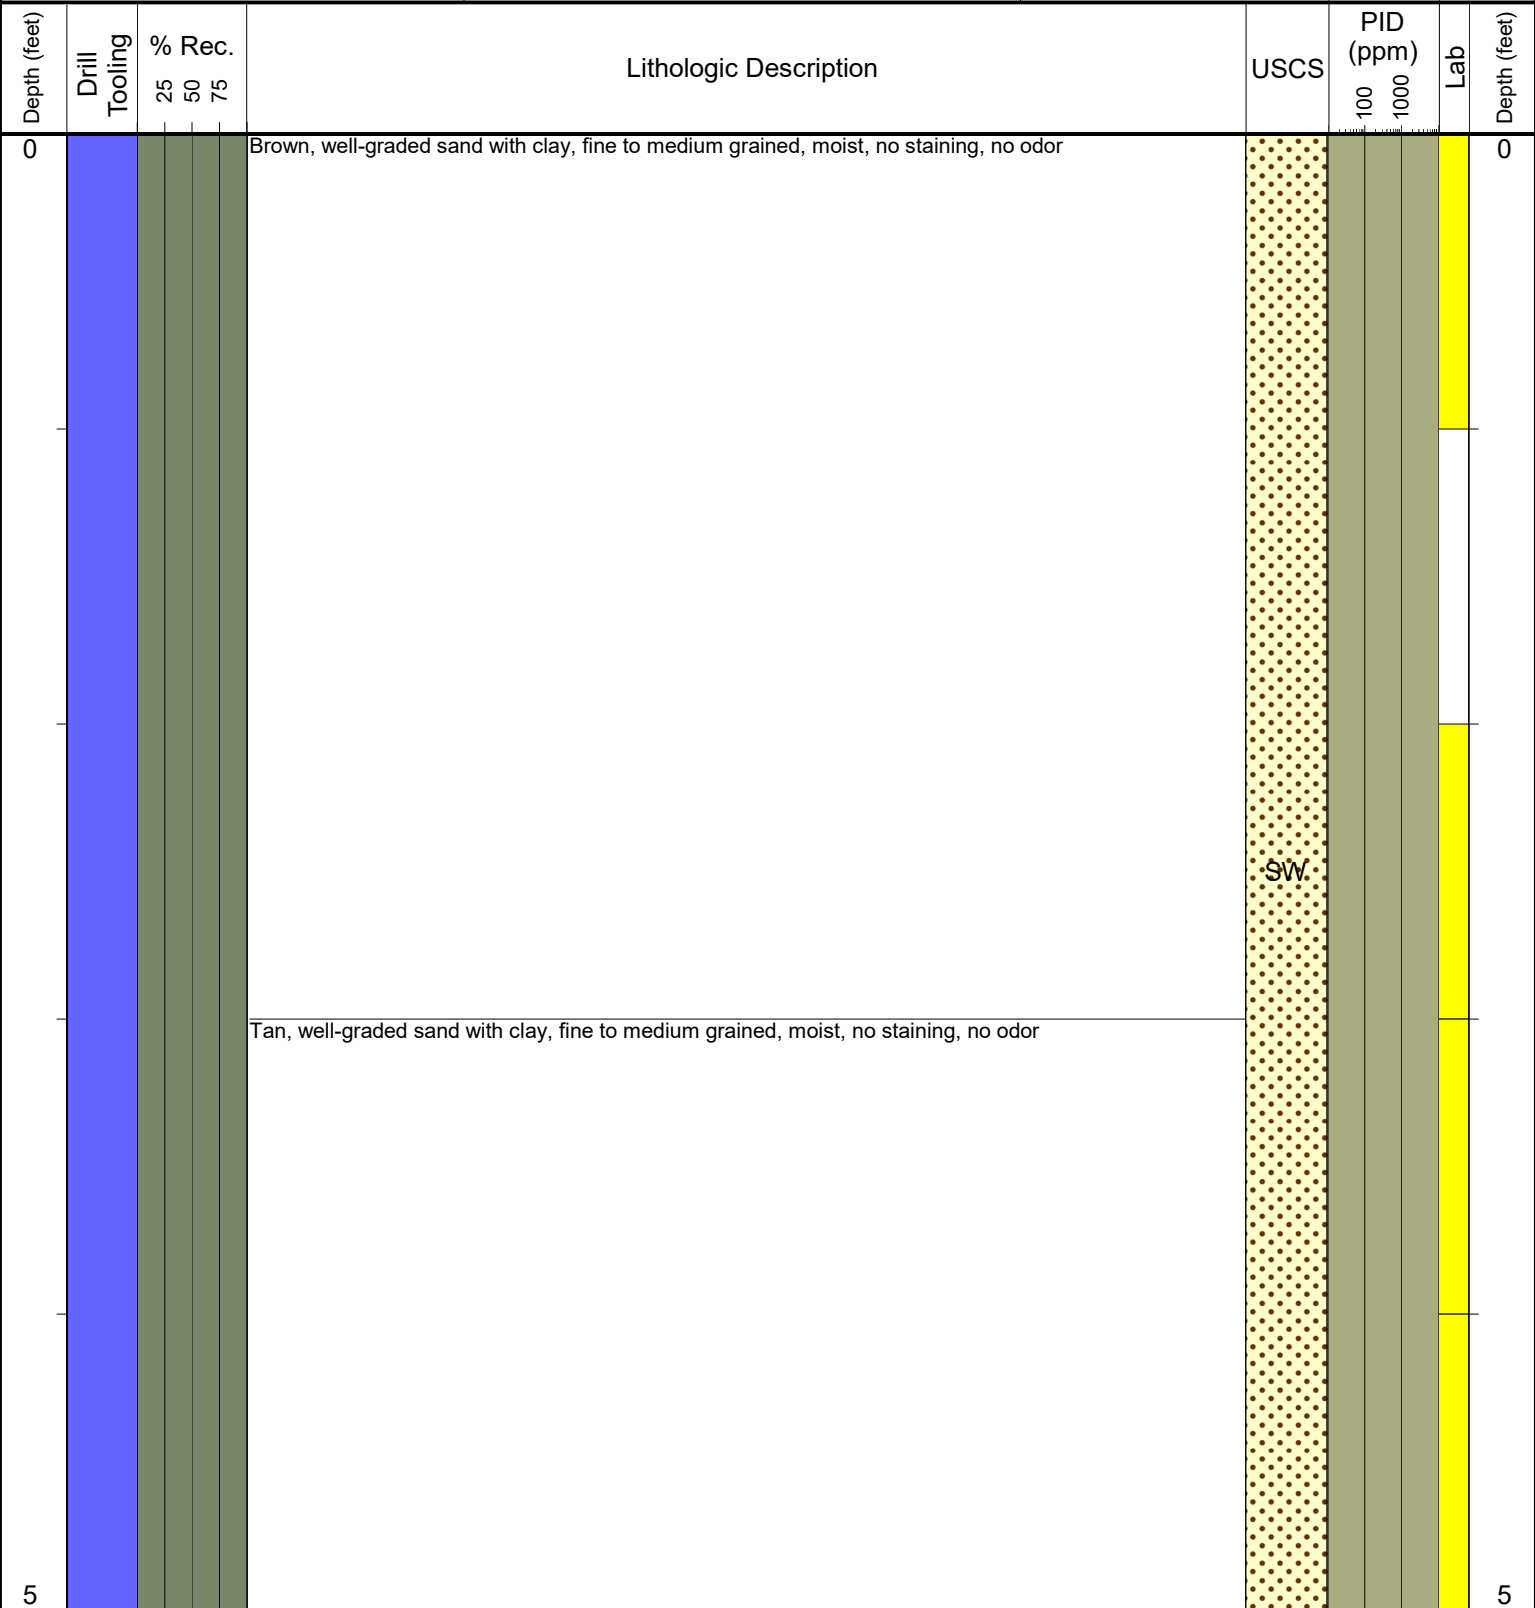 Depth (feet)
Drill
Tooling
% Rec.
25
50
75
Lithologic Description
USCS
PID
(ppm)
100
1000
Lab
Depth (feet)
0
Brown, well-graded sand with clay, fine to medium grained, moist, no staining, no odor
0
SW
Tan, well-graded sand with clay, fine to medium grained, moist, no staining, no odor
5
5